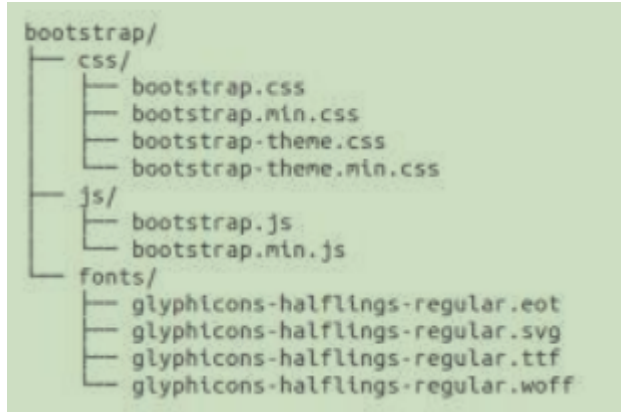 bootstrap/
├── css/
│   ├── bootstrap.css
│   ├── bootstrap.min.css
│   ├── bootstrap-theme.css
│   └── bootstrap-theme.min.css
├── js/
│   ├── bootstrap.js
│   └── bootstrap.min.js
└── fonts/
    ├── glyphicons-halflings-regular.eot
    ├── glyphicons-halflings-regular.svg
    ├── glyphicons-halflings-regular.ttf
    └── glyphicons-halflings-regular.woff